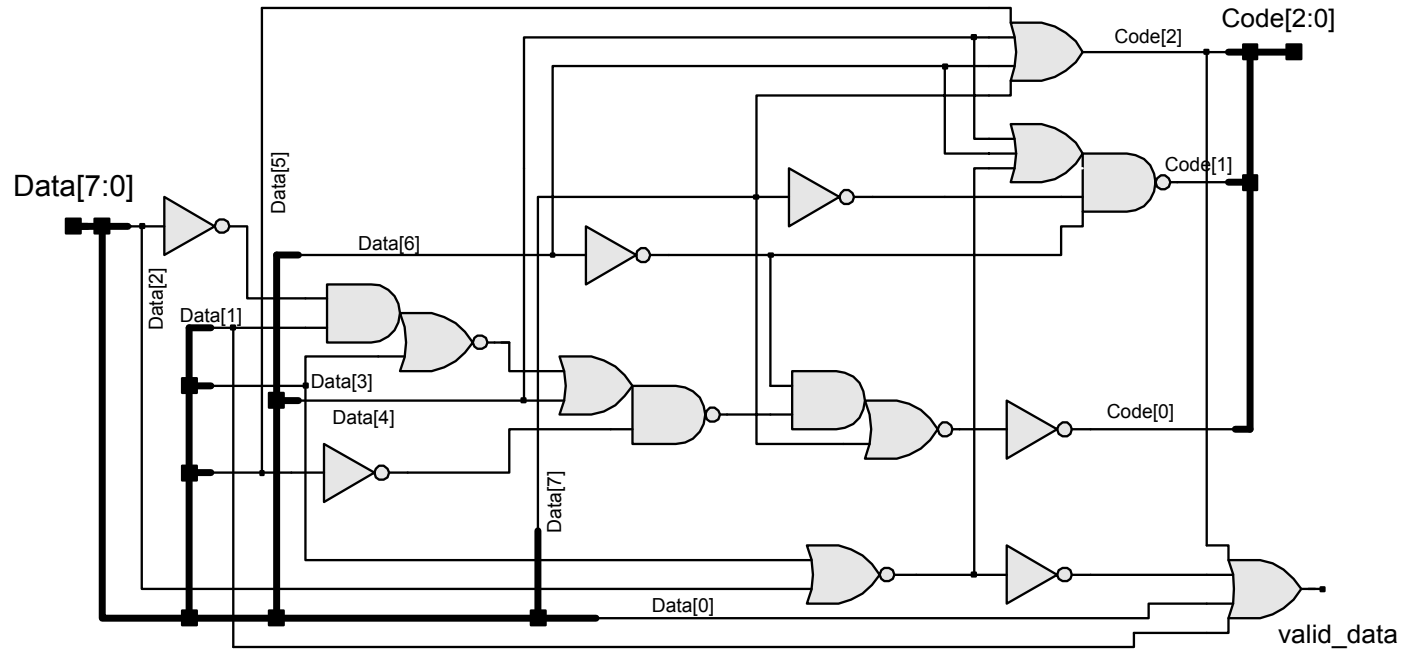 Code[2:0]
Code[2]
Data[5]
Code[1]
Data[7:0]
Data[6]
Data[2]
Data[1]
Data[3]
Data[4]
Code[0]
Data[7]
Data[0]
valid_data